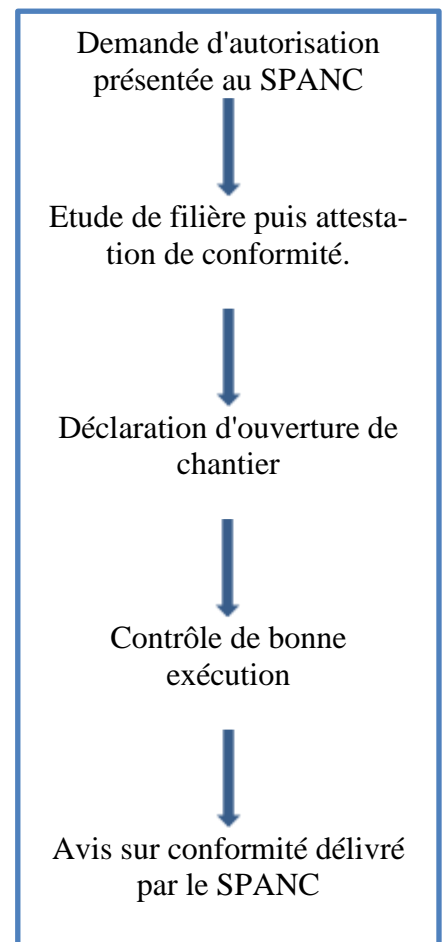 Demande d'autorisation
présentée au SPANC
Etude de filière puis attesta-
tion de conformité.
Déclaration d'ouverture de
chantier
Contrôle de bonne
exécution
Avis sur conformité délivré
par le SPANC